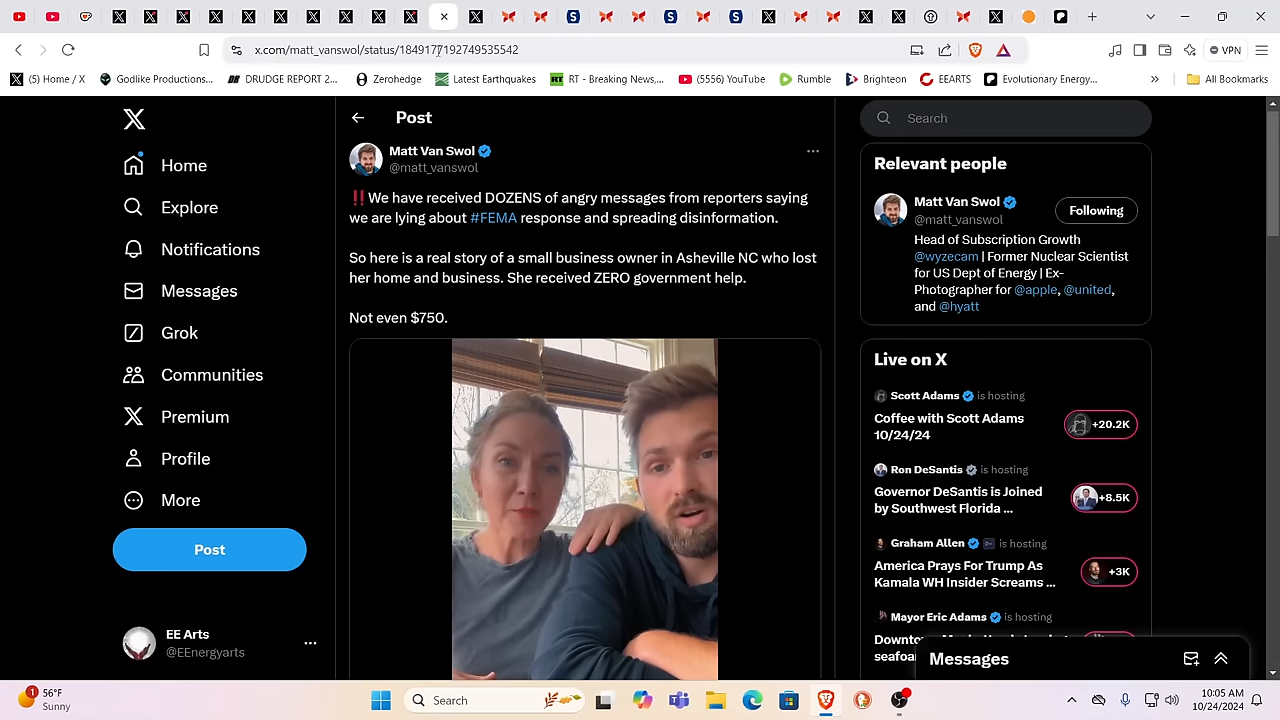 x.com/matt_vanswol/status/1849177192749535542
VPN
(5) Home / X
Godlike Productions...
DRUDGE REPORT 2...
Zerohedge
Latest Earthquakes
RT - Breaking News,...
(5556) YouTube
Rumble
Brighteon
EEARTS
Evolutionary Energy...
»
All Bookmarks
Home
Explore
Notifications
Messages
Grok
Communities
Premium
Profile
More
Post
EE Arts
@EEnergyarts
Post
Matt Van Swol
@matt_vanswol
‼️We have received DOZENS of angry messages from reporters saying
we are lying about #FEMA response and spreading disinformation.
So here is a real story of a small business owner in Asheville NC who lost
her home and business. She received ZERO government help.
Not even $750.
Search
Relevant people
Matt Van Swol
@matt_vanswol
Following
Head of Subscription Growth
@wyzecam | Former Nuclear Scientist
for US Dept of Energy | Ex-
Photographer for @apple, @united,
and @hyatt
Live on X
Scott Adams is hosting
Coffee with Scott Adams
10/24/24
+20.2K
Ron DeSantis is hosting
Governor DeSantis is Joined
by Southwest Florida ...
+8.5K
Graham Allen is hosting
America Prays For Trump As
Kamala WH Insider Screams ...
+3K
Mayor Eric Adams is hosting
Messages
1
56°F
Sunny
Search
10:05 AM
10/24/2024